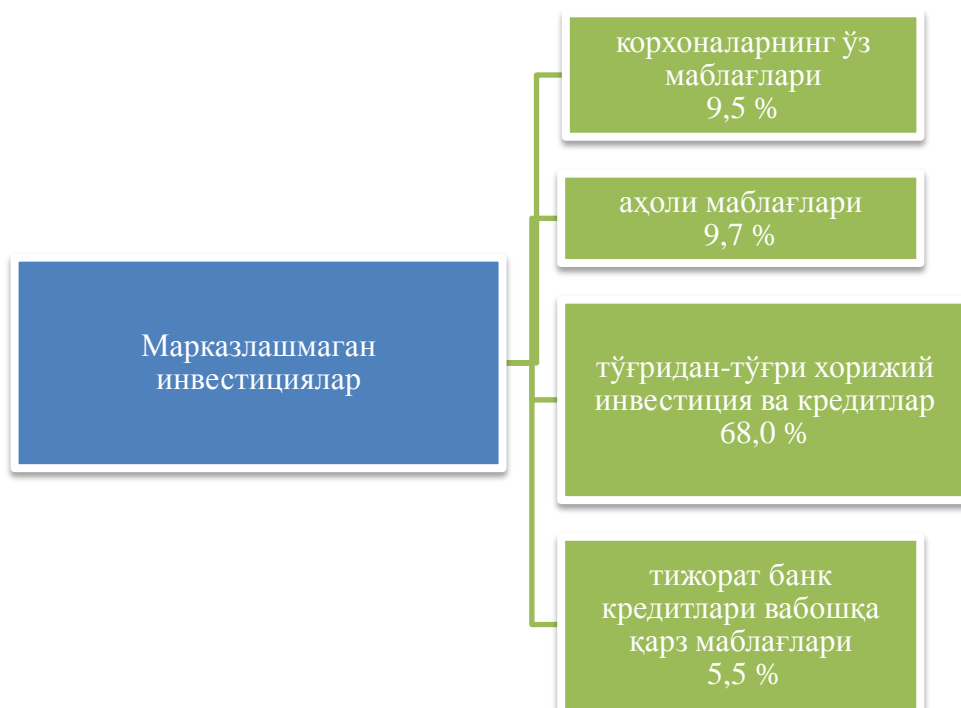 корхоналарнинг ўз
маблағлари
9,5 %
аҳоли маблағлари
9,7 %
Марказлашмаган
инвестициялар
тўғридан-тўғри хорижий
инвестиция ва кредитлар
68,0 %
тижорат банк
кредитлари вабошқа
қарз маблағлари
5,5 %